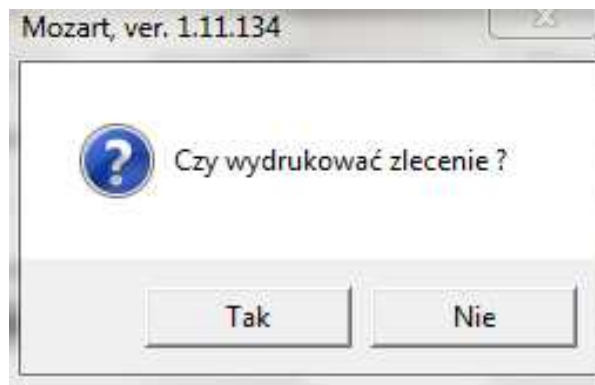 Mozart, ver. 1.11.134
Czy wydrukować zlecenie ?
Tak
Nie